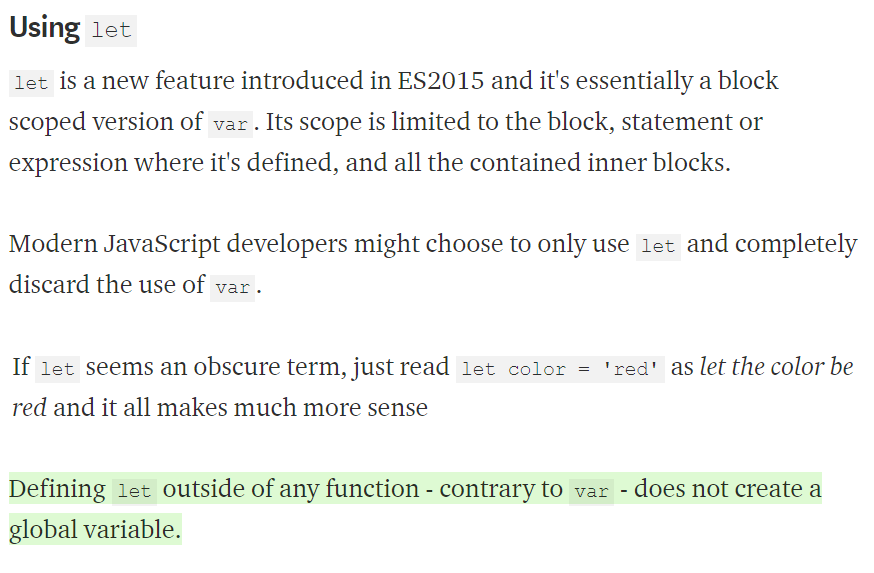 Using let
let is a new feature introduced in ES2015 and it's essentially a block
scoped version of var. Its scope is limited to the block, statement or
expression where it's defined, and all the contained inner blocks.
Modern JavaScript developers might choose to only use let and completely
discard the use of var.
If let seems an obscure term, just read let color = 'red' as let the color be
red and it all makes much more sense
Defining let outside of any function - contrary to var - does not create a
global variable.